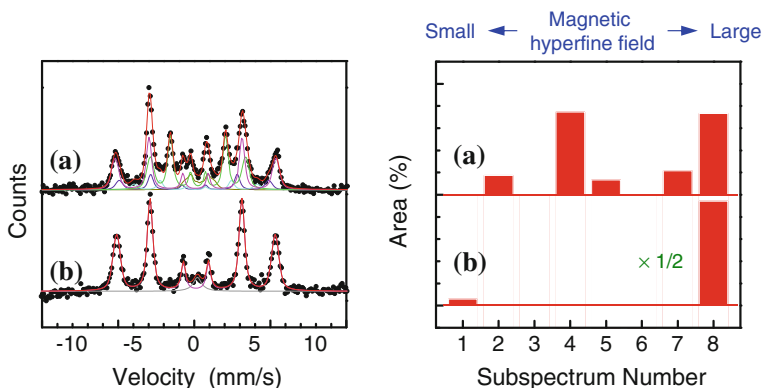 Small ← Magnetic hyperfine field → Large
(a)
(b)
Counts
-10 -5 0 5 10
Velocity (mm/s)
(a)
(b)
× 1/2
Area (%)
1 2 3 4 5 6 7 8
Subspectrum Number